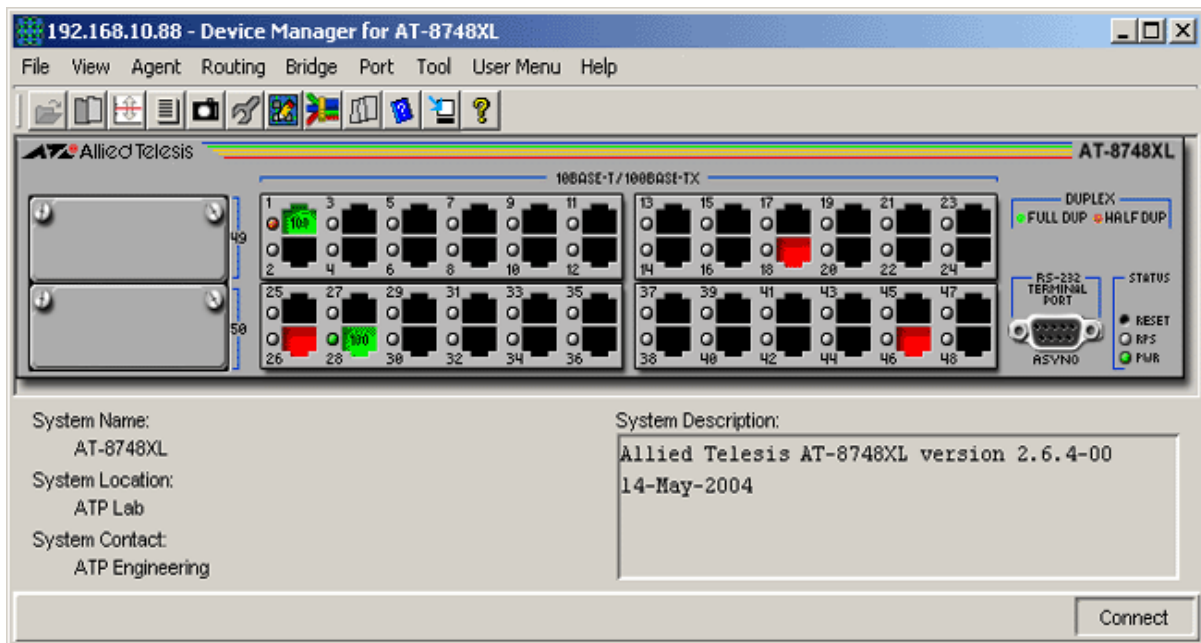 192.168.10.88 - Device Manager for AT-8748XL
File View Agent Routing Bridge Port Tool User Menu Help
Allied Telesis
AT-8748XL
10BASE-T/100BASE-TX
1 3 5 7 9 11 13 15 17 19 21 23
100
49
2 4 6 8 10 12 14 16 18 20 22 24
DUPLEX
FULL DUP HALF DUP
25 27 29 31 33 35 37 39 41 43 45 47
50
100
26 28 30 32 34 36 38 40 42 44 46 48
RS-232
TERMINAL
PORT
ASYN0
STATUS
RESET
RPS
PWR
System Name:
AT-8748XL
System Location:
ATP Lab
System Contact:
ATP Engineering
System Description:
Allied Telesis AT-8748XL version 2.6.4-00
14-May-2004
Connect